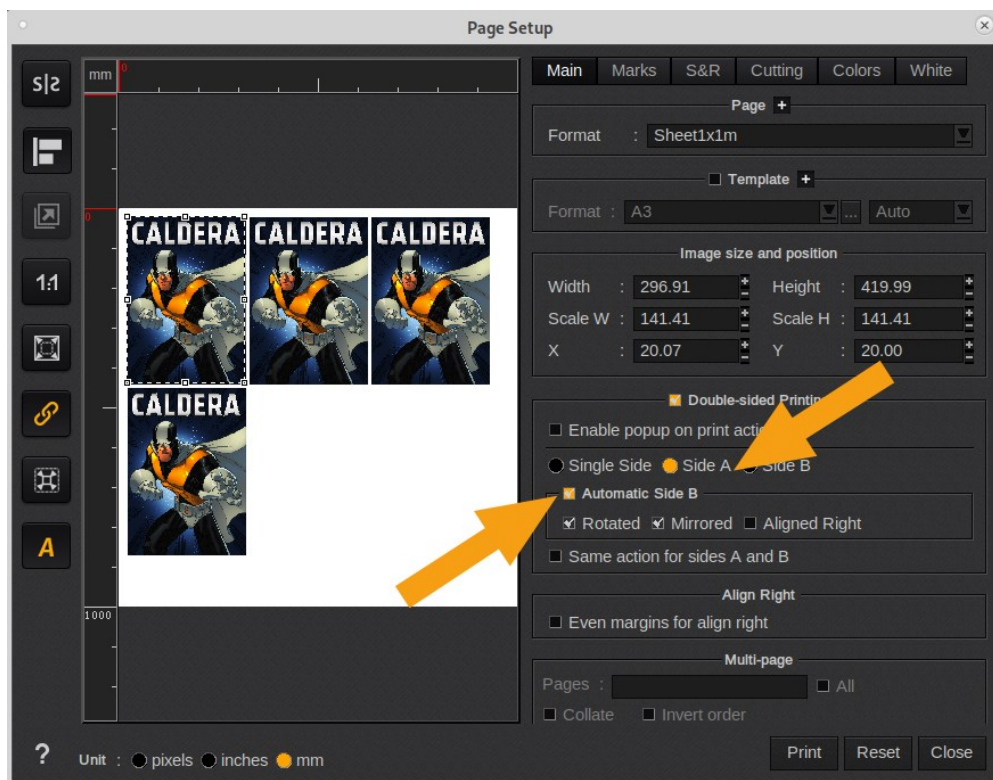 Page Setup
S|S
mm 0
Main Marks S&R Cutting Colors White
Page +
Format : Sheet1x1m
Template +
Format : A3 ... Auto
Image size and position
Width : 296.91 Height : 419.99
Scale W : 141.41 Scale H : 141.41
X : 20.07 Y : 20.00
0
CALDERA CALDERA CALDERA
1:1
CALDERA
Double-sided Printin
Enable popup on print acti
Single Side Side A Side B
Automatic Side B
Rotated Mirrored Aligned Right
Same action for sides A and B
A
Align Right
Even margins for align right
1000
Multi-page
Pages : All
Collate Invert order
? Unit : pixels inches mm
Print Reset Close